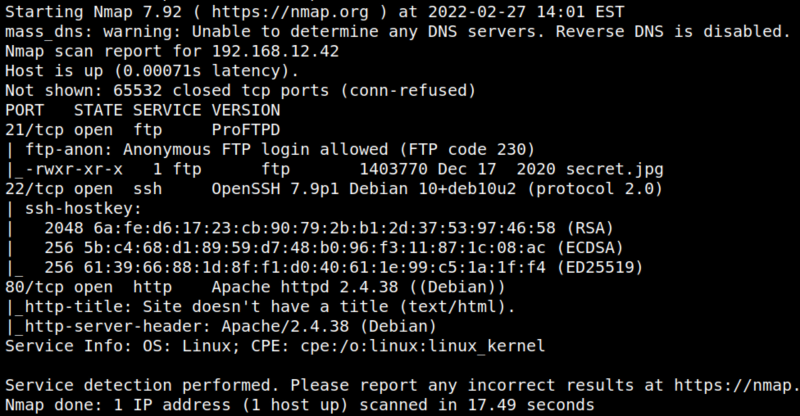 Starting Nmap 7.92 ( https://nmap.org ) at 2022-02-27 14:01 EST
mass_dns: warning: Unable to determine any DNS servers. Reverse DNS is disabled.
Nmap scan report for 192.168.12.42
Host is up (0.00071s latency).
Not shown: 65532 closed tcp ports (conn-refused)
PORT   STATE SERVICE VERSION
21/tcp open  ftp     ProFTPD
| ftp-anon: Anonymous FTP login allowed (FTP code 230)
|_-rwxr-xr-x   1 ftp      ftp       1403770 Dec 17  2020 secret.jpg
22/tcp open  ssh     OpenSSH 7.9p1 Debian 10+deb10u2 (protocol 2.0)
| ssh-hostkey:
|   2048 6a:fe:d6:17:23:cb:90:79:2b:b1:2d:37:53:97:46:58 (RSA)
|   256 5b:c4:68:d1:89:59:d7:48:b0:96:f3:11:87:1c:08:ac (ECDSA)
|_  256 61:39:66:88:1d:8f:f1:d0:40:61:1e:99:c5:1a:1f:f4 (ED25519)
80/tcp open  http    Apache httpd 2.4.38 ((Debian))
|_http-title: Site doesn't have a title (text/html).
|_http-server-header: Apache/2.4.38 (Debian)
Service Info: OS: Linux; CPE: cpe:/o:linux:linux_kernel
Service detection performed. Please report any incorrect results at https://nmap.
Nmap done: 1 IP address (1 host up) scanned in 17.49 seconds